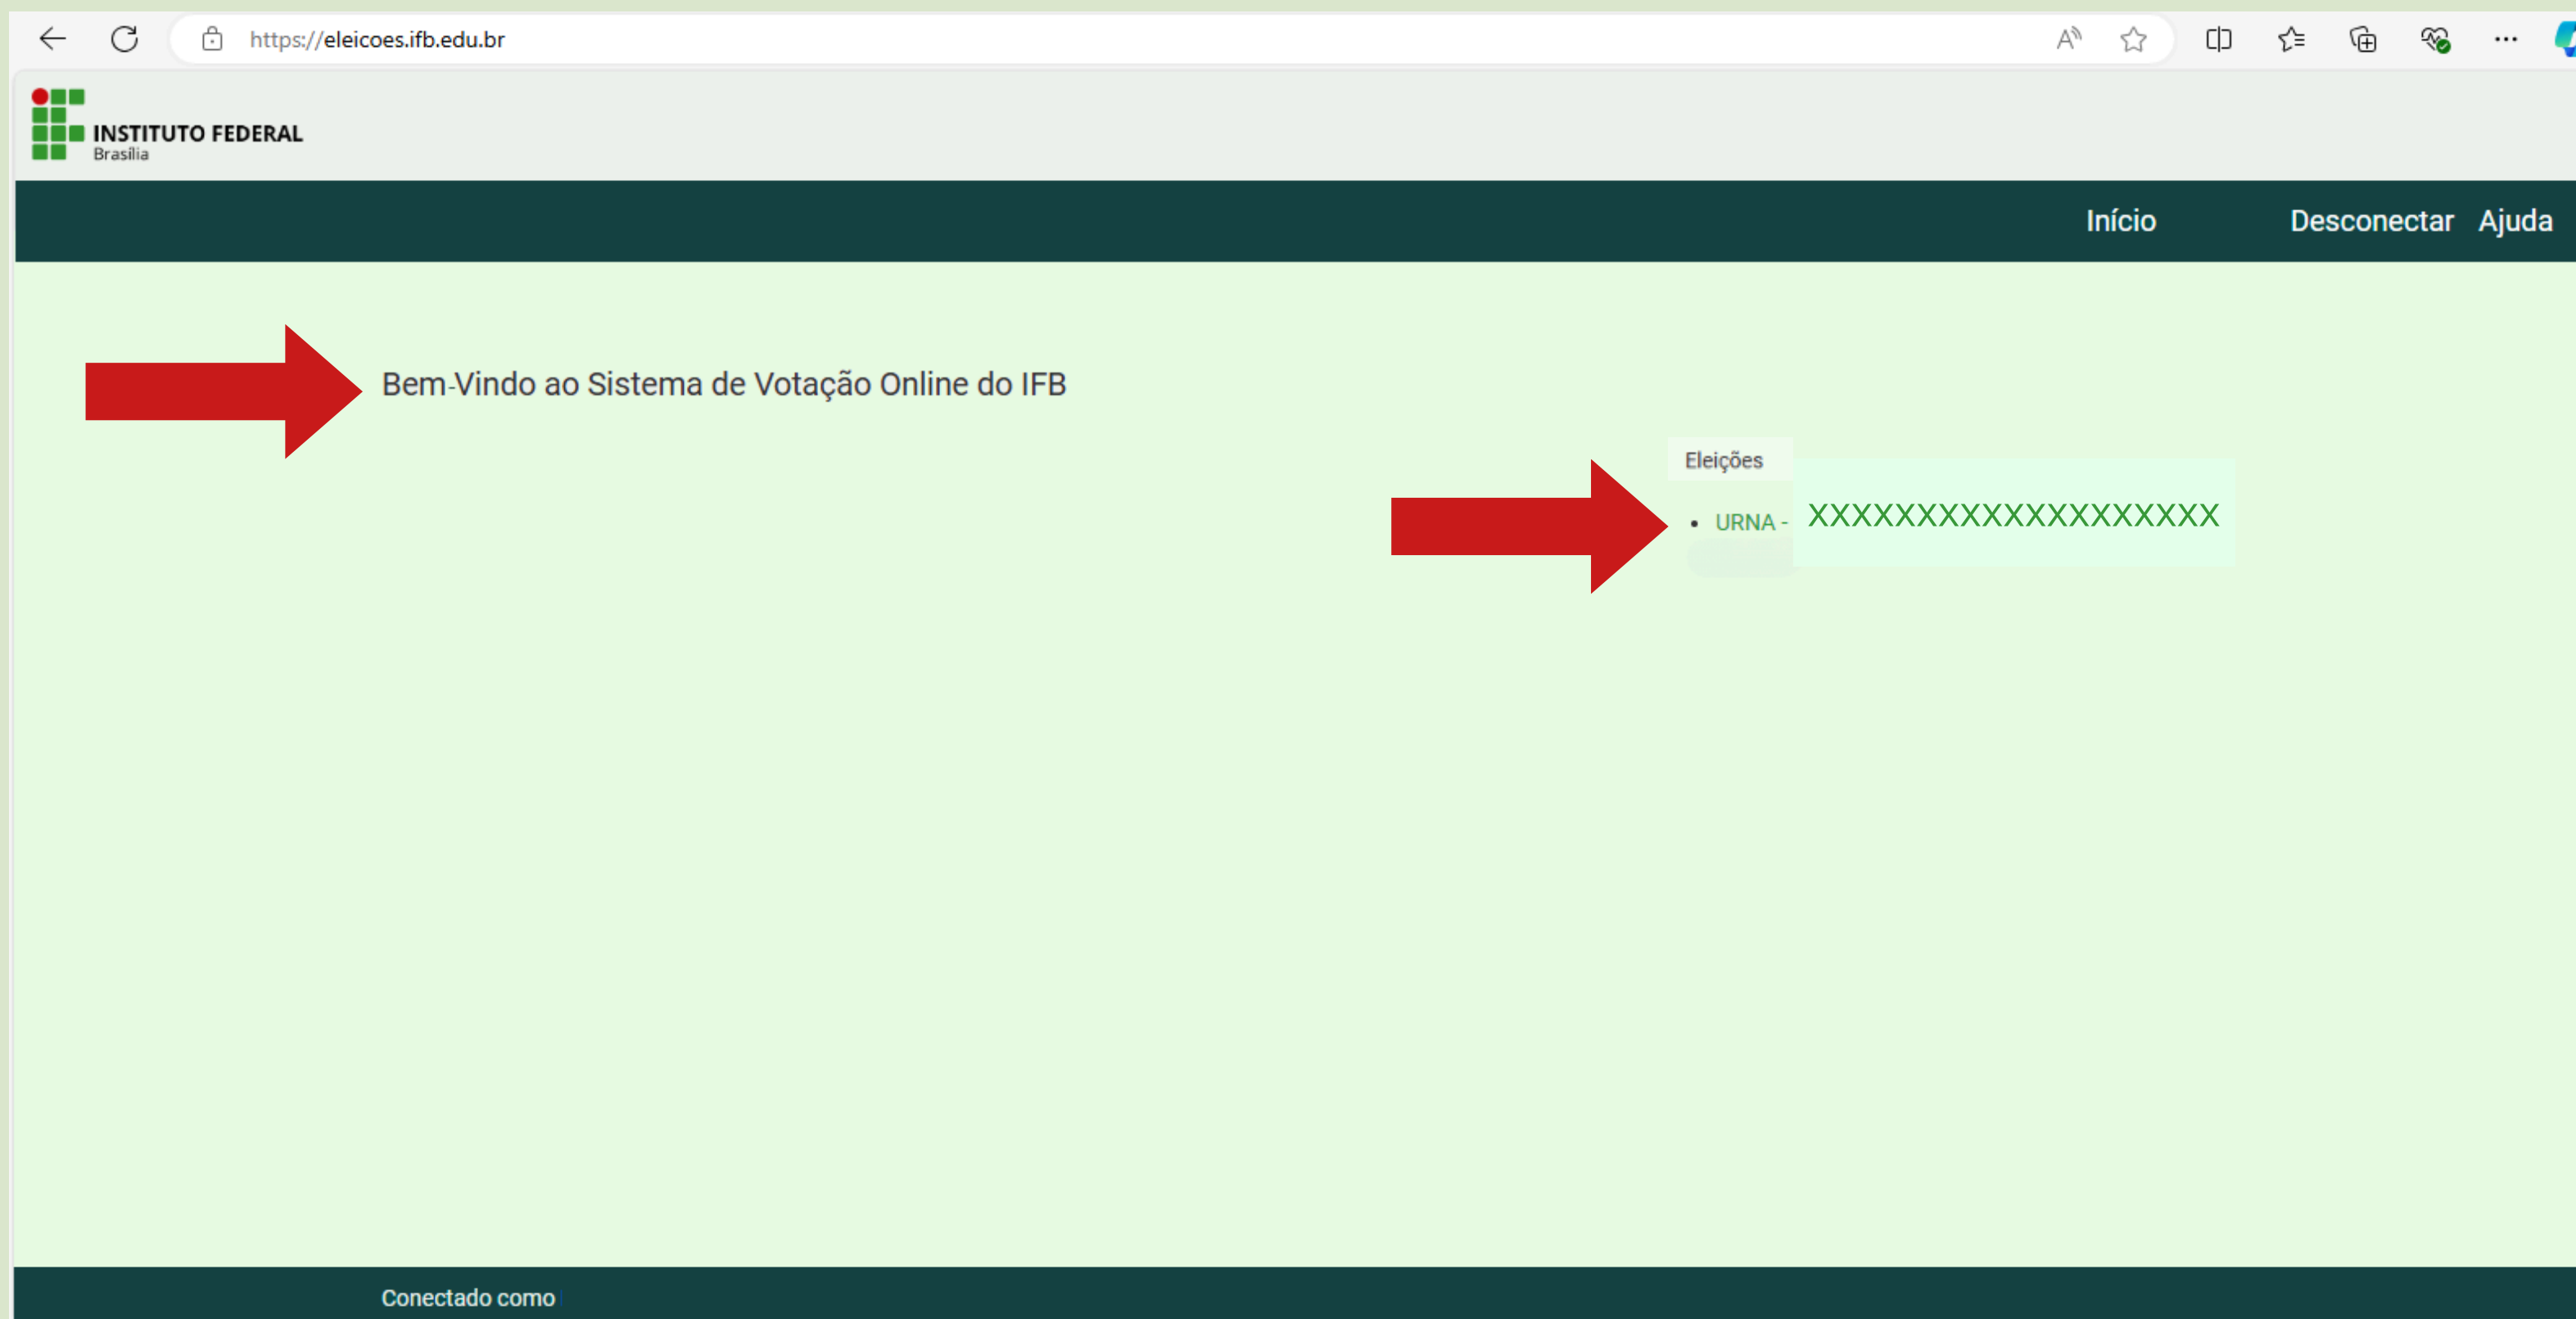 https://eleicoes.ifb.edu.br
INSTITUTO FEDERAL
Brasília
Início Desconectar Ajuda
Bem-Vindo ao Sistema de Votação Online do IFB
Eleições
• URNA - XXXXXXXXXXXXXXXXXXX
Conectado como